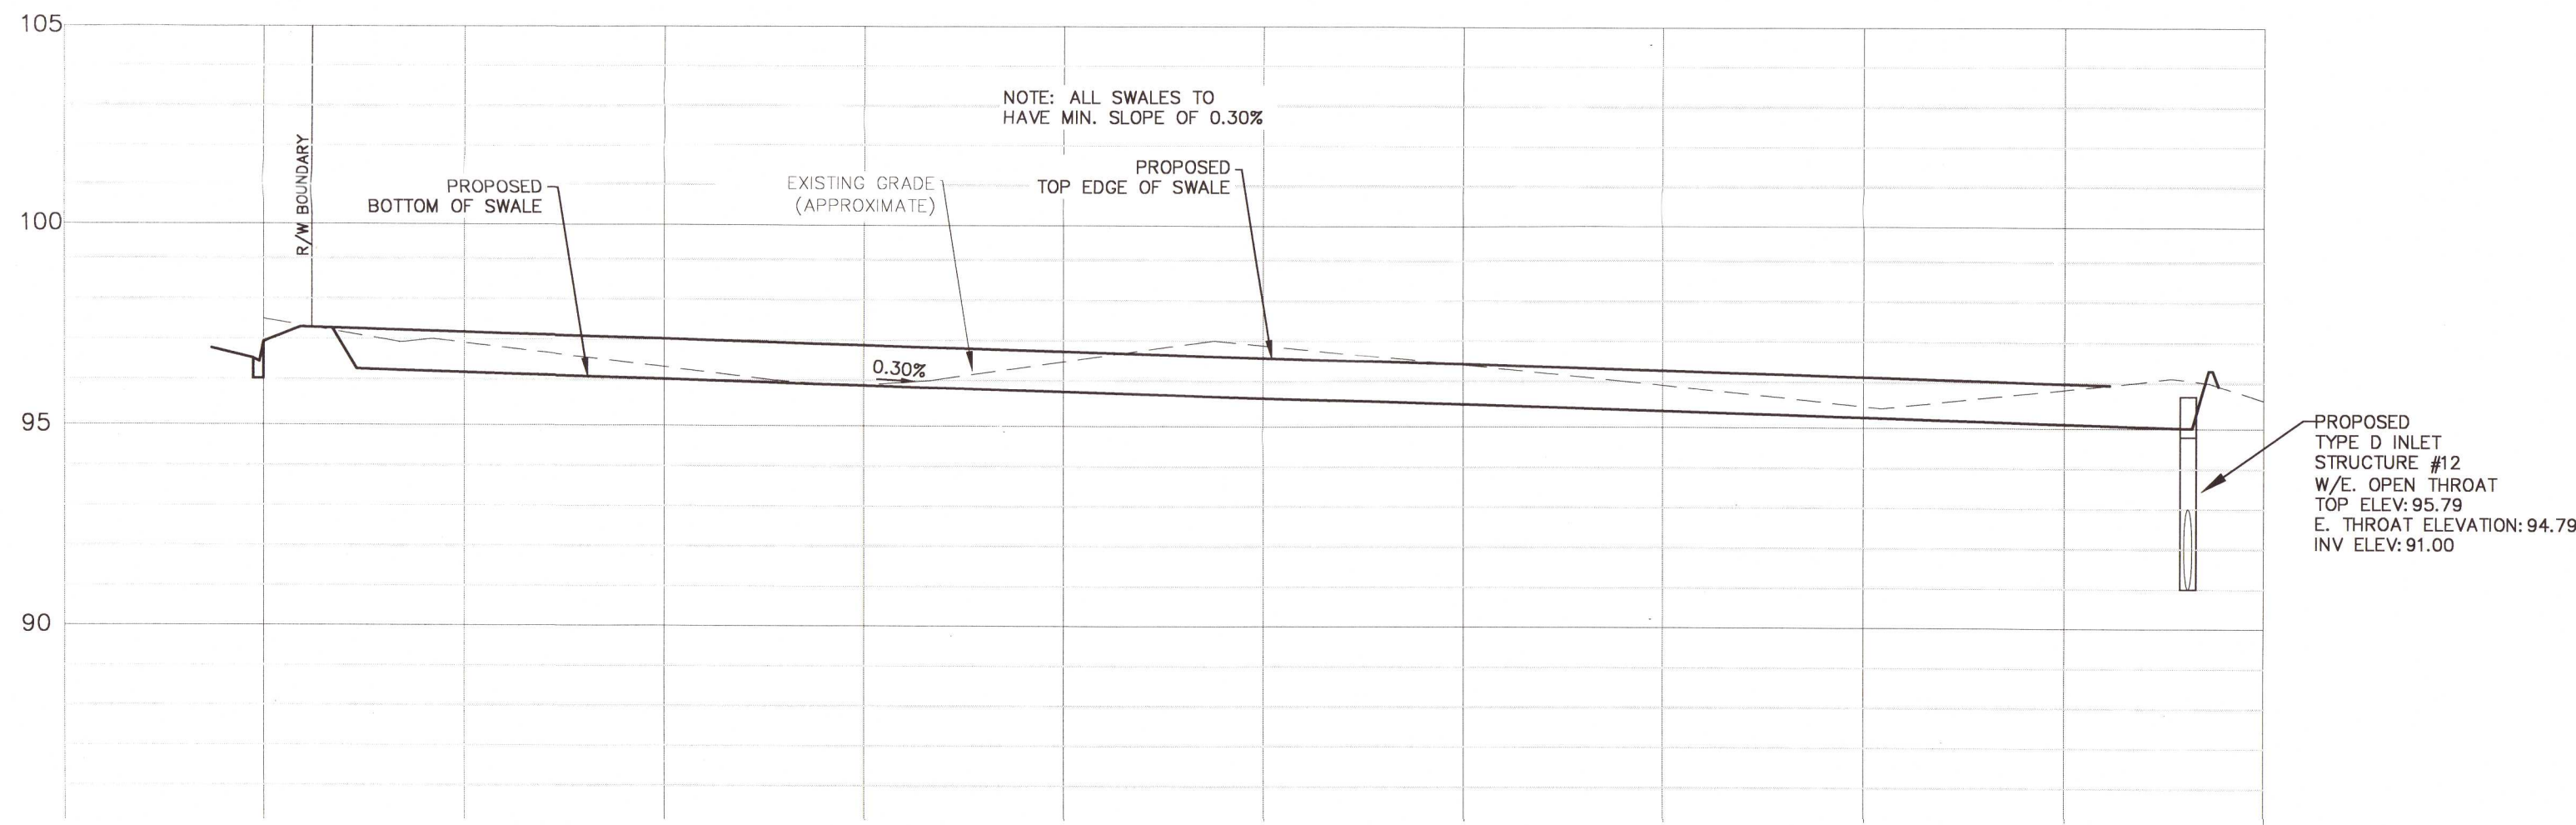 105
NOTE: ALL SWALES TO
HAVE MIN. SLOPE OF 0.30%
R/W BOUNDARY
PROPOSED
BOTTOM OF SWALE
EXISTING GRADE
(APPROXIMATE)
PROPOSED
TOP EDGE OF SWALE
100
0.30%
95
PROPOSED
TYPE D INLET
STRUCTURE #12
W/E. OPEN THROAT
TOP ELEV: 95.79
E. THROAT ELEVATION: 94.79
INV ELEV: 91.00
90